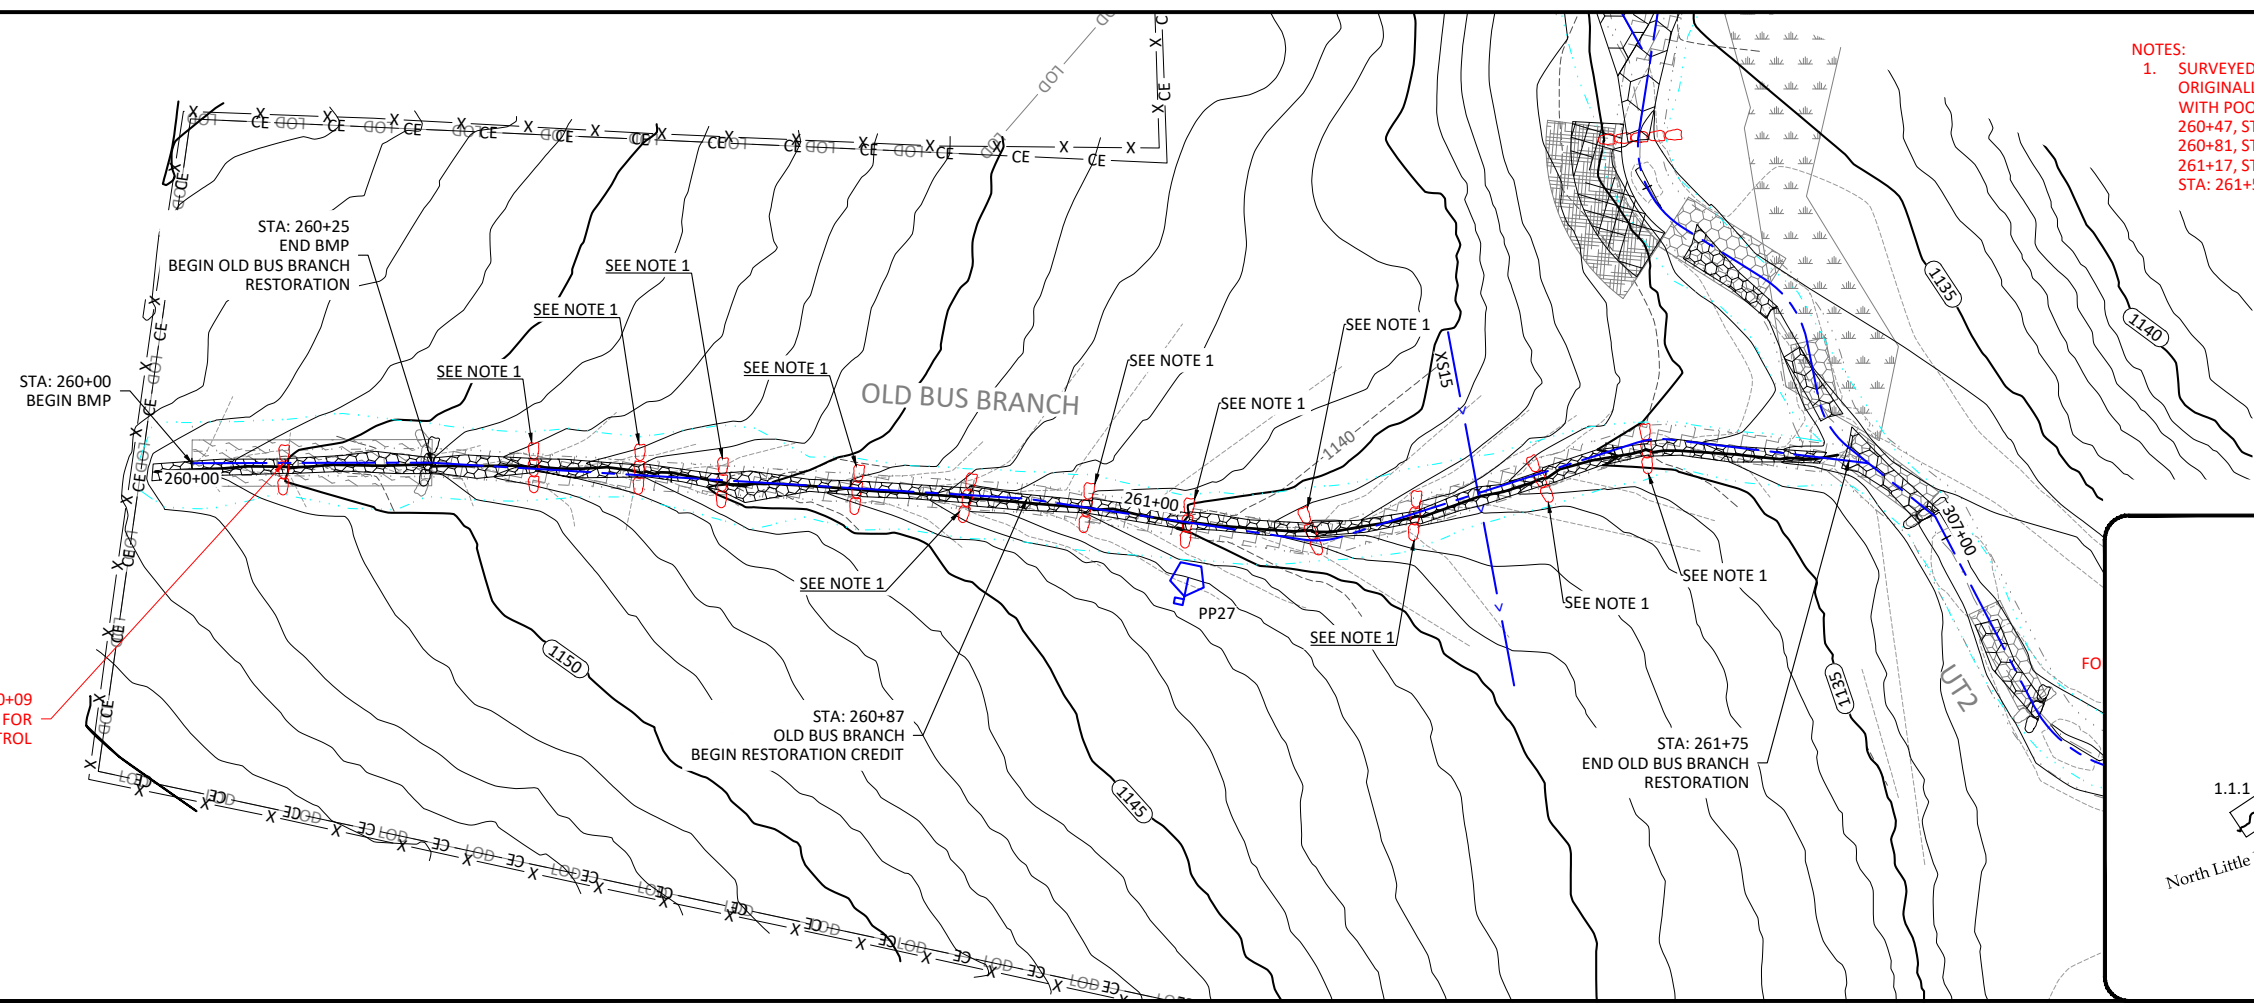 NOTES:
1. SURVEYED
ORIGINALL
WITH POO
260+47, ST
260+81, ST
261+17, ST
STA: 261+5
STA: 260+25
END BMP
BEGIN OLD BUS BRANCH
RESTORATION
STA: 260+00
BEGIN BMP
SEE NOTE 1
SEE NOTE 1
SEE NOTE 1
SEE NOTE 1
SEE NOTE 1
SEE NOTE 1
SEE NOTE 1
OLD BUS BRANCH
XS15
1140
1135
1140
260+00
261+00
307+00
SEE NOTE 1
SEE NOTE 1
SEE NOTE 1
SEE NOTE 1
PP27
1150
1145
1135
UT2
0+09
FOR
TROL
STA: 260+87
OLD BUS BRANCH
BEGIN RESTORATION CREDIT
STA: 261+75
END OLD BUS BRANCH
RESTORATION
FO
1.1.1
North Little
X CE LOD